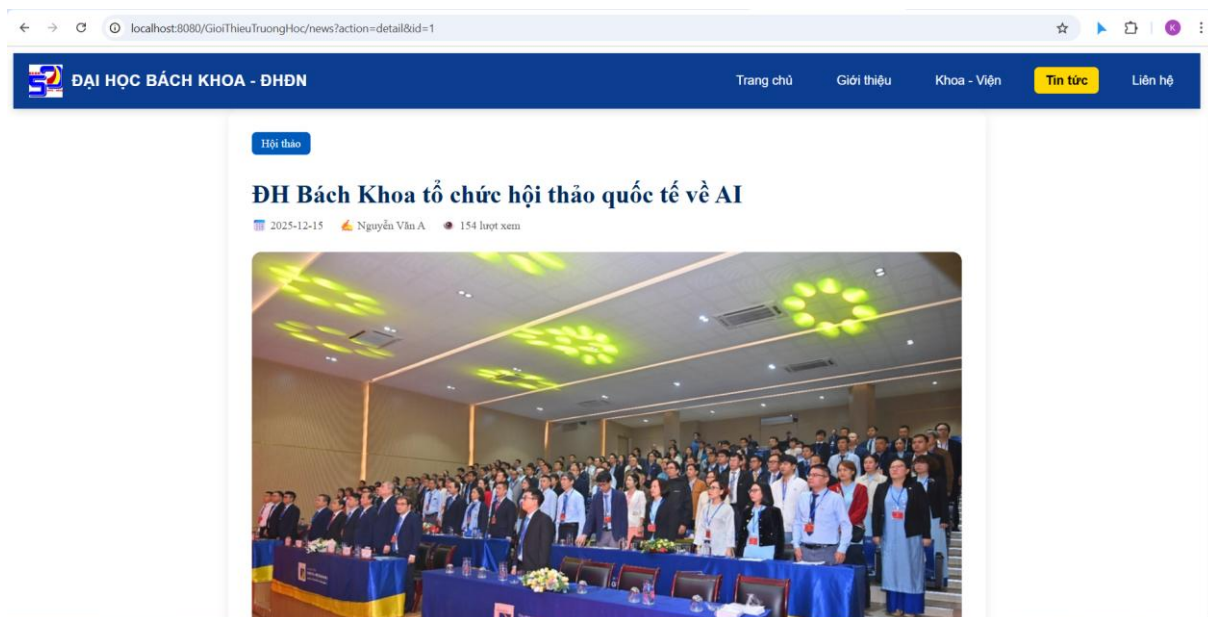 localhost:8080/GioiThieuTruongHoc/news?action=detail&id=1
K
ĐẠI HỌC BÁCH KHOA - ĐHĐN
Trang chủ Giới thiệu Khoa - Viện Tin tức Liên hệ
Hội thảo
ĐH Bách Khoa tổ chức hội thảo quốc tế về AI
2025-12-15 Nguyễn Văn A 154 lượt xem